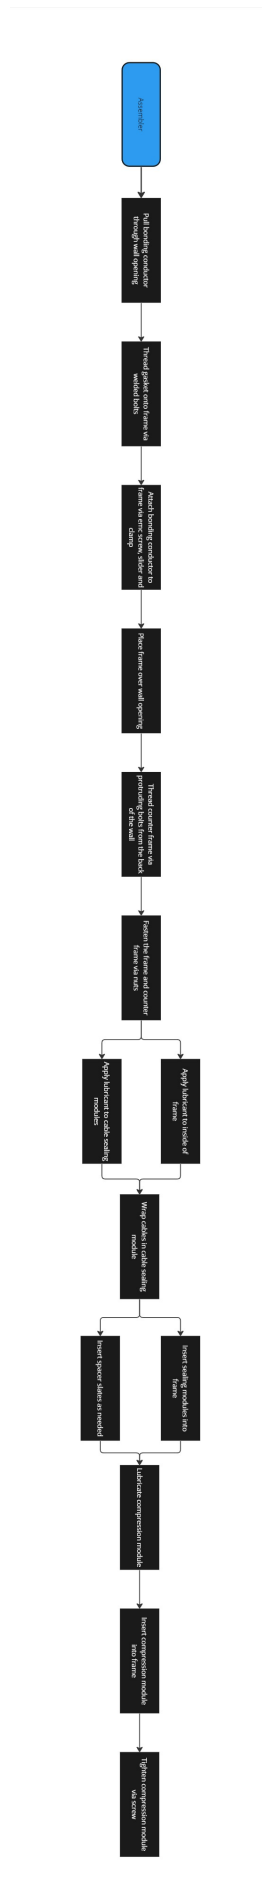 Assembler
Pull bonding conductor
through wall opening
Thread gasket onto frame via
welded bolts
Attach bonding conductor to
frame via emc screw, slider and
clamp
Place frame over wall opening
Thread counter frame via
protruding bolts from the back
of the wall
Fasten the frame and counter
frame via nuts
Apply lubricant to inside of
frame
Apply lubricant to cable sealing
modules
Wrap cables in cable sealing
module
Insert sealing modules into
frame
Insert spacer slates as needed
Lubricate compression module
Insert compression module
into frame
Tighten compression module
via screw